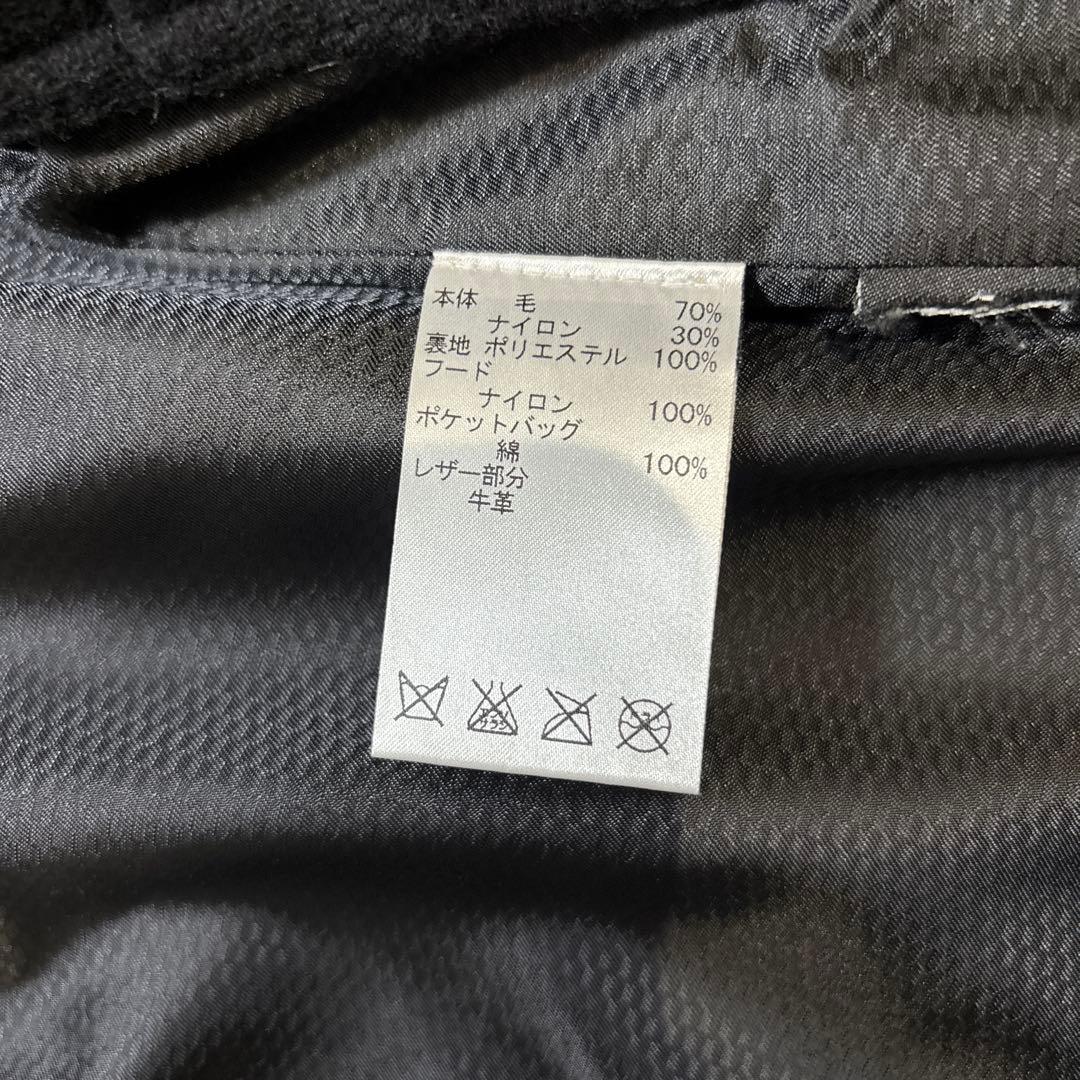 本体 毛 70%
ナイロン 30%
裏地 ポリエステル 100%
フード
ナイロン 100%
ポケットバッグ
綿 100%
レザー部分
牛革